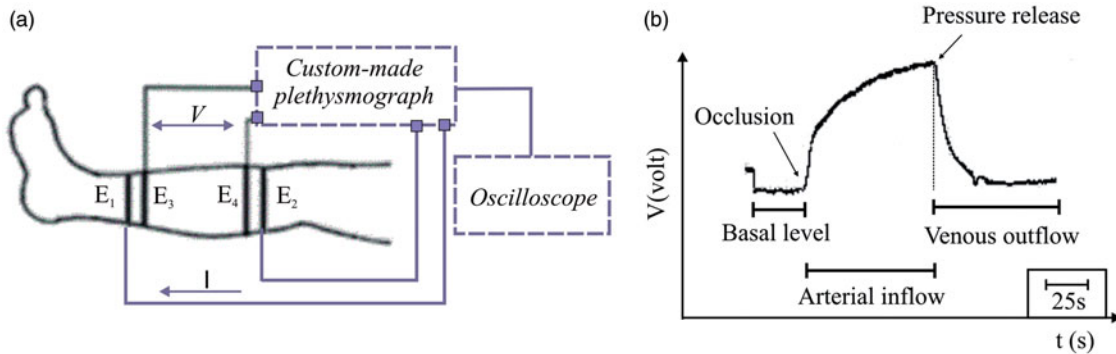 (a)
Custom-made
plethysmograph
V
E1
E3
E4
E2
Oscilloscope
I
(b)
Pressure release
Occlusion
V(volt)
Basal level
Venous outflow
Arterial inflow
25s
t (s)